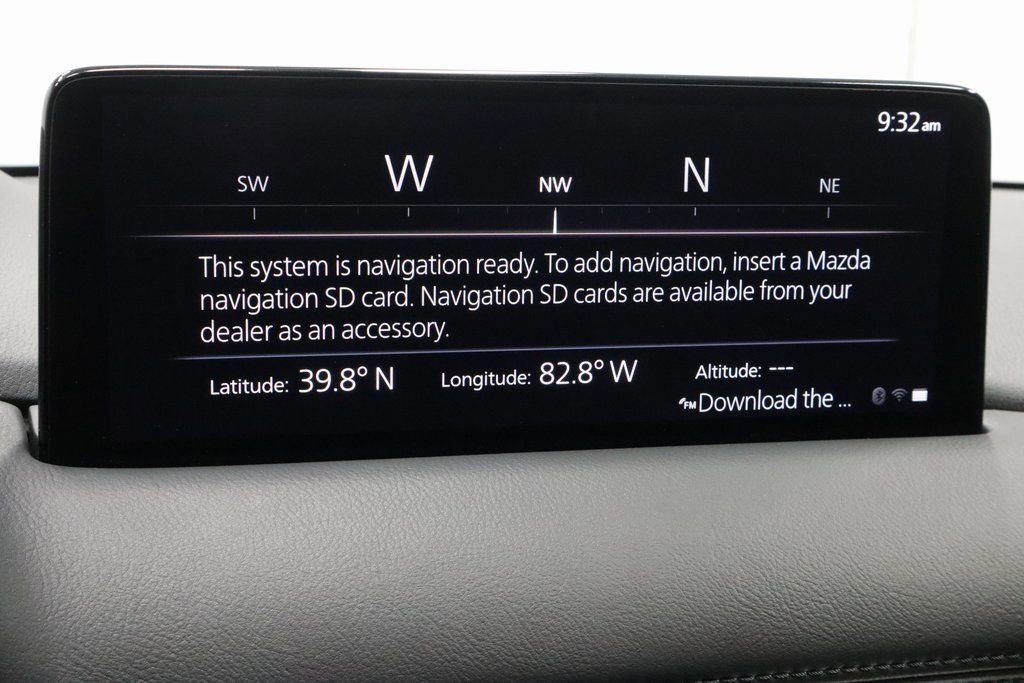 9:32am
SW W NW N NE
This system is navigation ready. To add navigation, insert a Mazda
navigation SD card. Navigation SD cards are available from your
dealer as an accessory.
Latitude: 39.8° N Longitude: 82.8° W Altitude: ---
FM Download the ...